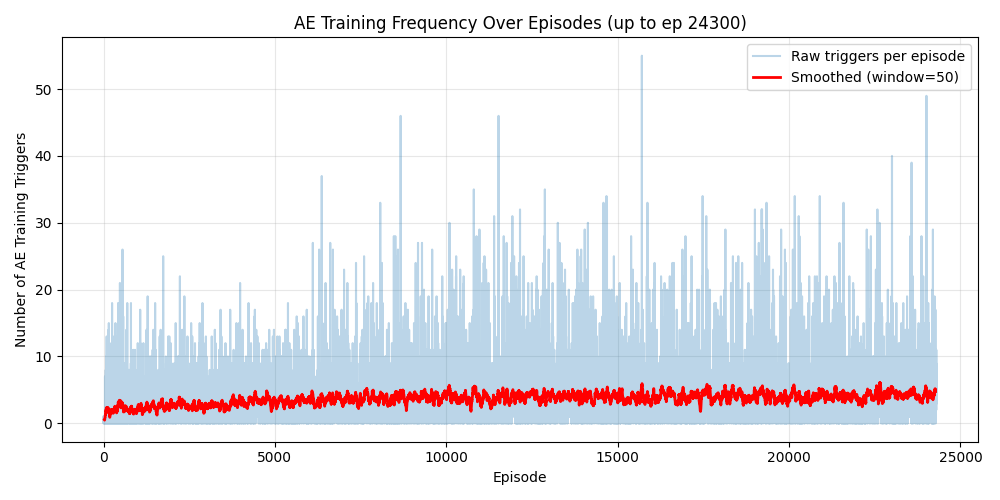 AE Training Frequency Over Episodes (up to ep 24300)
Raw triggers per episode
Smoothed (window=50)
Number of AE Training Triggers
50
40
30
20
10
0
0 5000 10000 15000 20000 25000
Episode